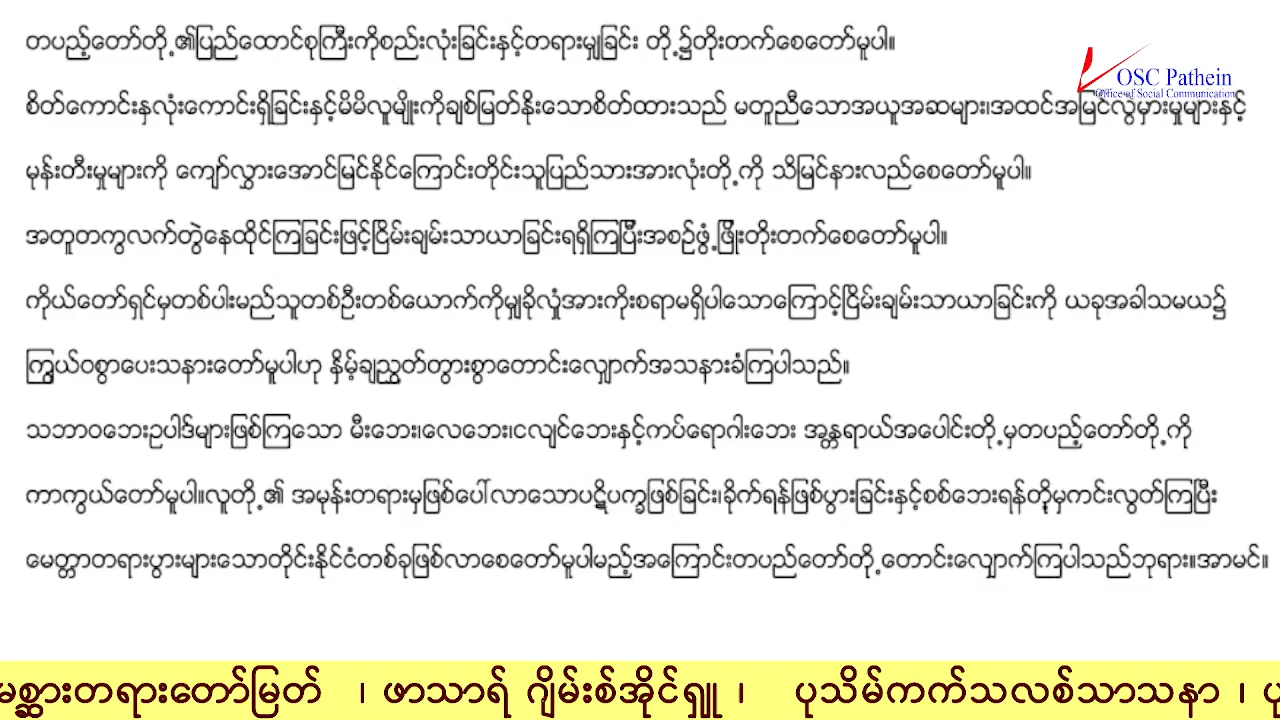 တပည့်တော်တို့၏ပြည်ထောင်စုကြီးကိုစည်းလုံးခြင်းနှင့်တရားမျှခြင်း တို့၌တိုးတက်စေတော်မူပါ။
OSC Pathein
Office of Social Communication
စိတ်ကောင်းနှလုံးကောင်းရှိခြင်းနှင့်မိမိလူမျိုးကိုချစ်မြတ်နိုးသောစိတ်ထားသည် မတူညီသောအယူအဆများ၊အထင်အမြင်လွဲမှားမှုများနှင့်
မုန်းတီးမှုများကို ကျော်လွှားအောင်မြင်နိုင်ကြောင်းတိုင်းသူပြည်သားအားလုံးတို့ကို သိမြင်နားလည်စေတော်မူပါ။
အတူတကွလက်တွဲနေထိုင်ကြခြင်းဖြင့်ငြိမ်းချမ်းသာယာခြင်းရရှိကြပြီးအစဉ်ဖွံ့ဖြိုးတိုးတက်စေတော်မူပါ။
ကိုယ်တော်ရှင်မှတစ်ပါးမည်သူတစ်ဦးတစ်ယောက်ကိုမျှခိုလှုံအားကိုးစရာမရှိပါသောကြောင့်ငြိမ်းချမ်းသာယာခြင်းကို ယခုအခါသမယ၌
ကြွယ်ဝစွာပေးသနားတော်မူပါဟု နှိမ့်ချညွှတ်တွားစွာတောင်းလျှောက်အသနားခံကြပါသည်။
သဘာဝဘေးဥပါဒ်များဖြစ်ကြသော မီးဘေး၊လေဘေး၊ငလျင်ဘေးနှင့်ကပ်ရောဂါးဘေး အန္တရာယ်အပေါင်းတို့မှတပည့်တော်တို့ကို
ကာကွယ်တော်မူပါ။လူတို့၏ အမုန်းတရားမှဖြစ်ပေါ်လာသောပဋိပက္ခဖြစ်ခြင်း၊ခိုက်ရန်ဖြစ်ပွားခြင်းနှင့်စစ်ဘေးရန်တို့မှကင်းလွတ်ကြပြီး
မေတ္တာတရားပွားများသောတိုင်းနိုင်ငံတစ်ခုဖြစ်လာစေတော်မူပါမည့်အကြောင်းတပည်တော်တို့တောင်းလျှောက်ကြပါသည်ဘုရား။အာမင်။
မစ္ဆားတရားတော်မြတ် ၊ ဖာသာရ် ဂျိမ်းစ်အိုင်ရှူ ၊ ပုသိမ်ကက်သလစ်သာသနာ ၊ ပု